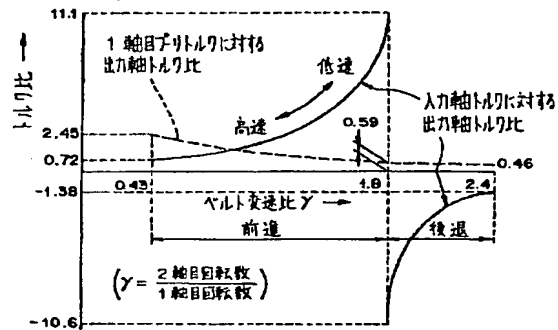 11.1
1 軸目プリトルクに対する
出力軸トルク比
低速
入力軸トルクに対する
出力軸トルク比
高速
トルク比
0.59
2.45
0.72
0.46
-1.38
0.43
1.8
2.4
ベルト変速比γ
前進
後退
(γ = 2軸目回転数
1軸目回転数)
-10.6